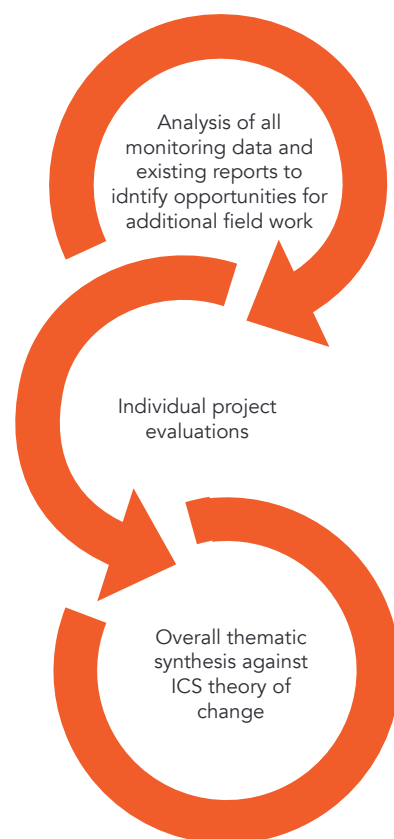 Analysis of all
monitoring data and
existing reports to
idntify opportunities for
additional field work
Individual project
evaluations
Overall thematic
synthesis against
ICS theory of
change